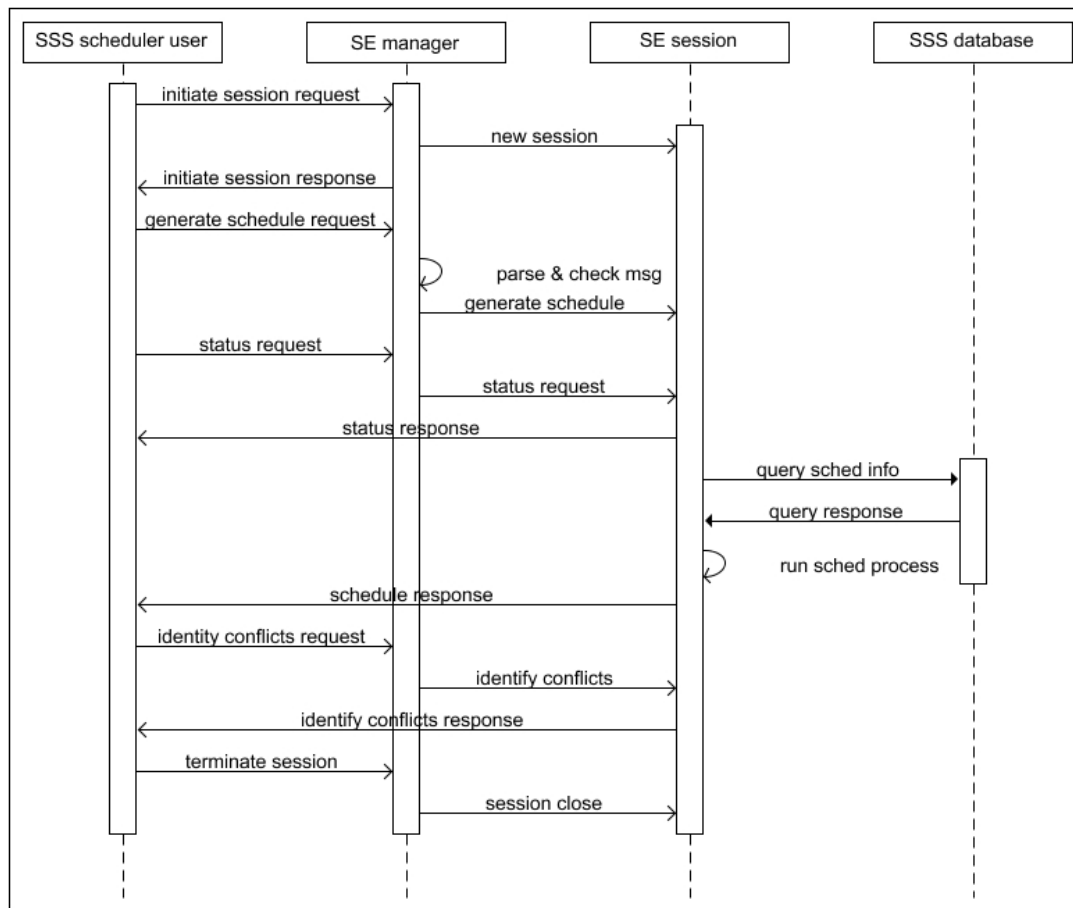 SSS scheduler user
SE manager
SE session
SSS database
initiate session request
new session
initiate session response
generate schedule request
parse & check msg
generate schedule
status request
status request
status response
query sched info
query response
run sched process
schedule response
identity conflicts request
identify conflicts
identify conflicts response
terminate session
session close